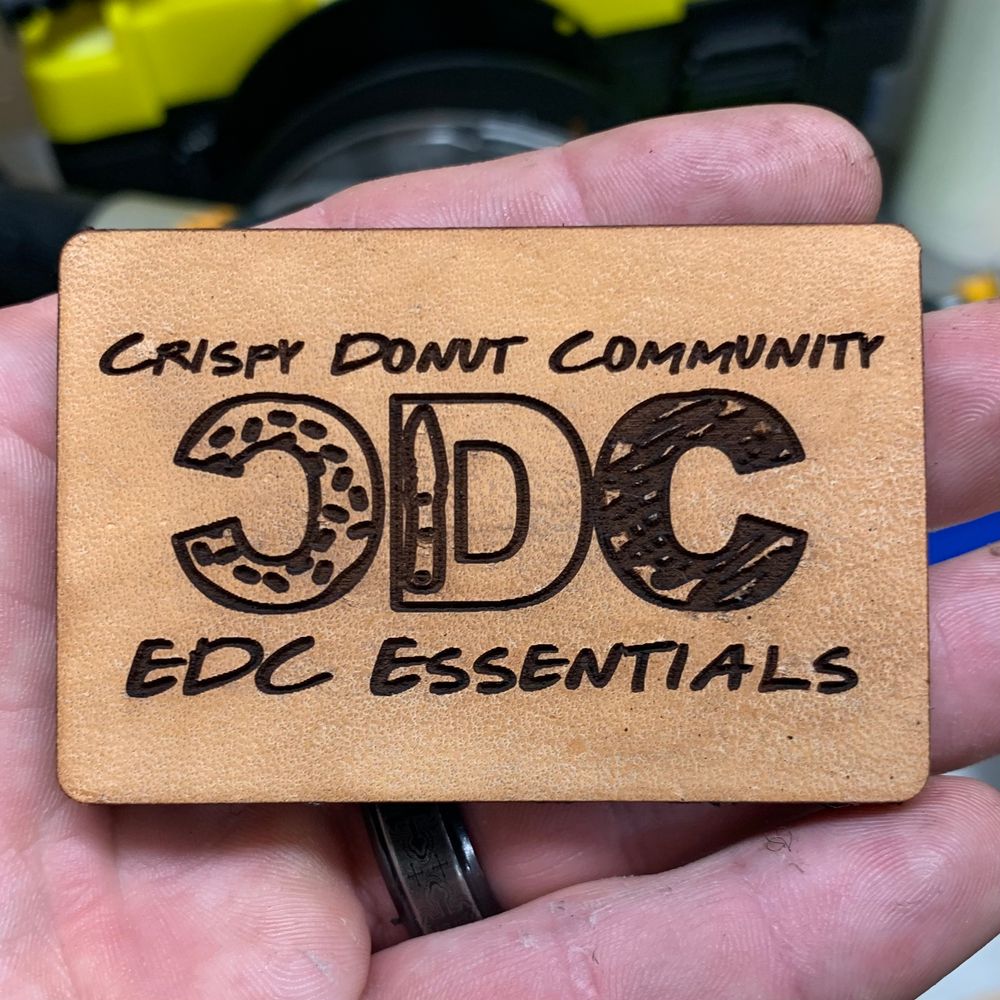 Crispy Donut Community
CDC
EDC Essentials